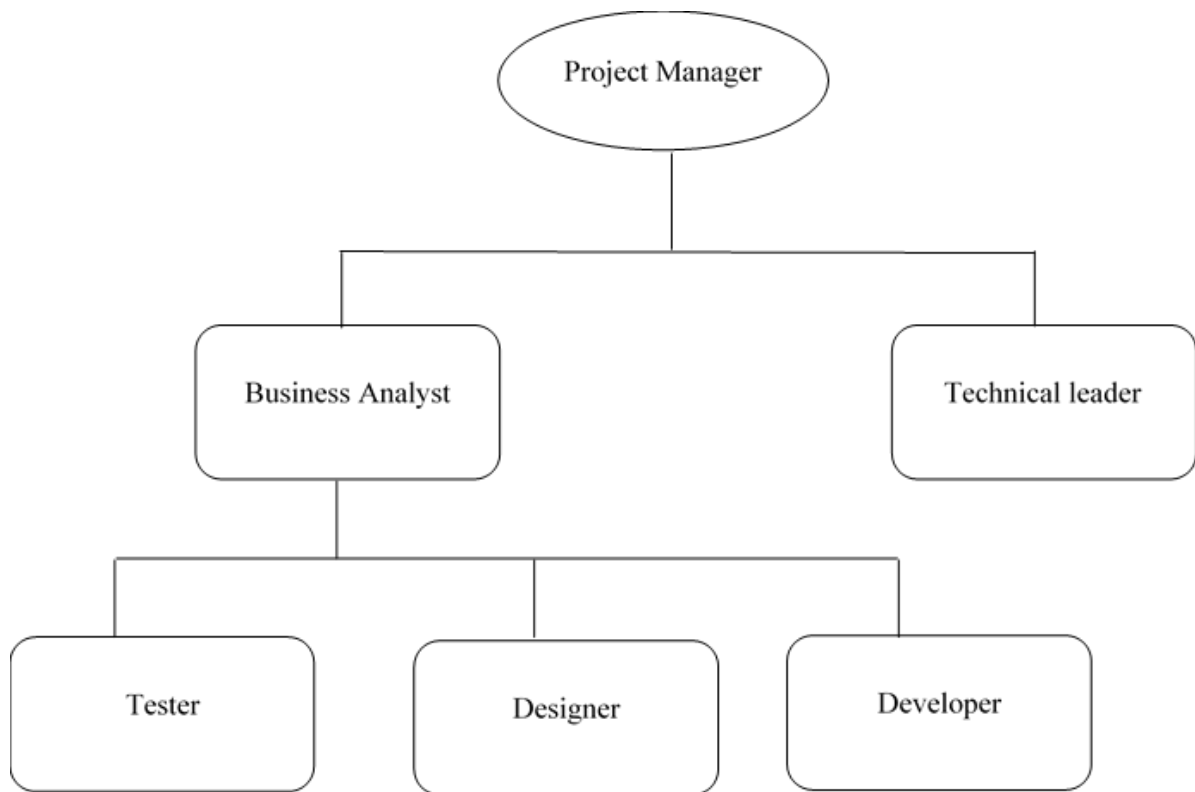 Project Manager
Business Analyst
Technical leader
Tester
Designer
Developer